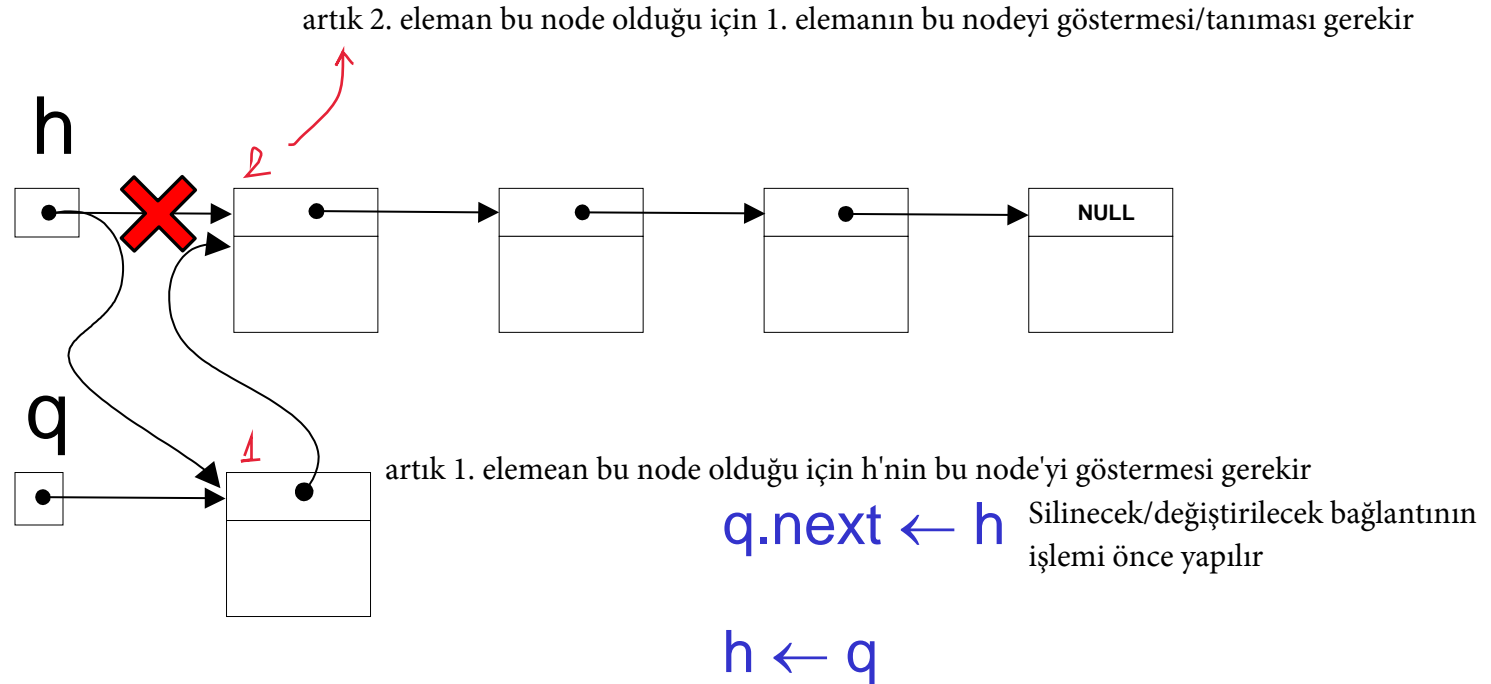 artık 2. eleman bu node olduğu için 1. elemanın bu nodeyi göstermesi/tanıması gerekir
h
2
NULL
q
1
artık 1. elemean bu node olduğu için h'nin bu node'yi göstermesi gerekir
q.next ← h
Silinecek/değiştirilecek bağlantının
işlemi önce yapılır
h ← q